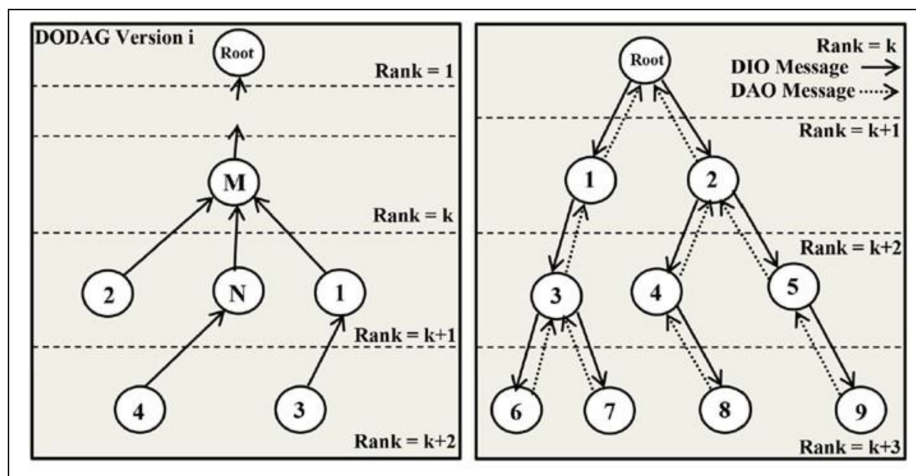 DODAG Version i
Root
Rank = 1
M
Rank = k
2
N
1
Rank = k+1
4
3
Rank = k+2
Rank = k
Root
DIO Message
DAO Message
Rank = k+1
1
2
Rank = k+2
3
4
5
6
7
8
9
Rank = k+3